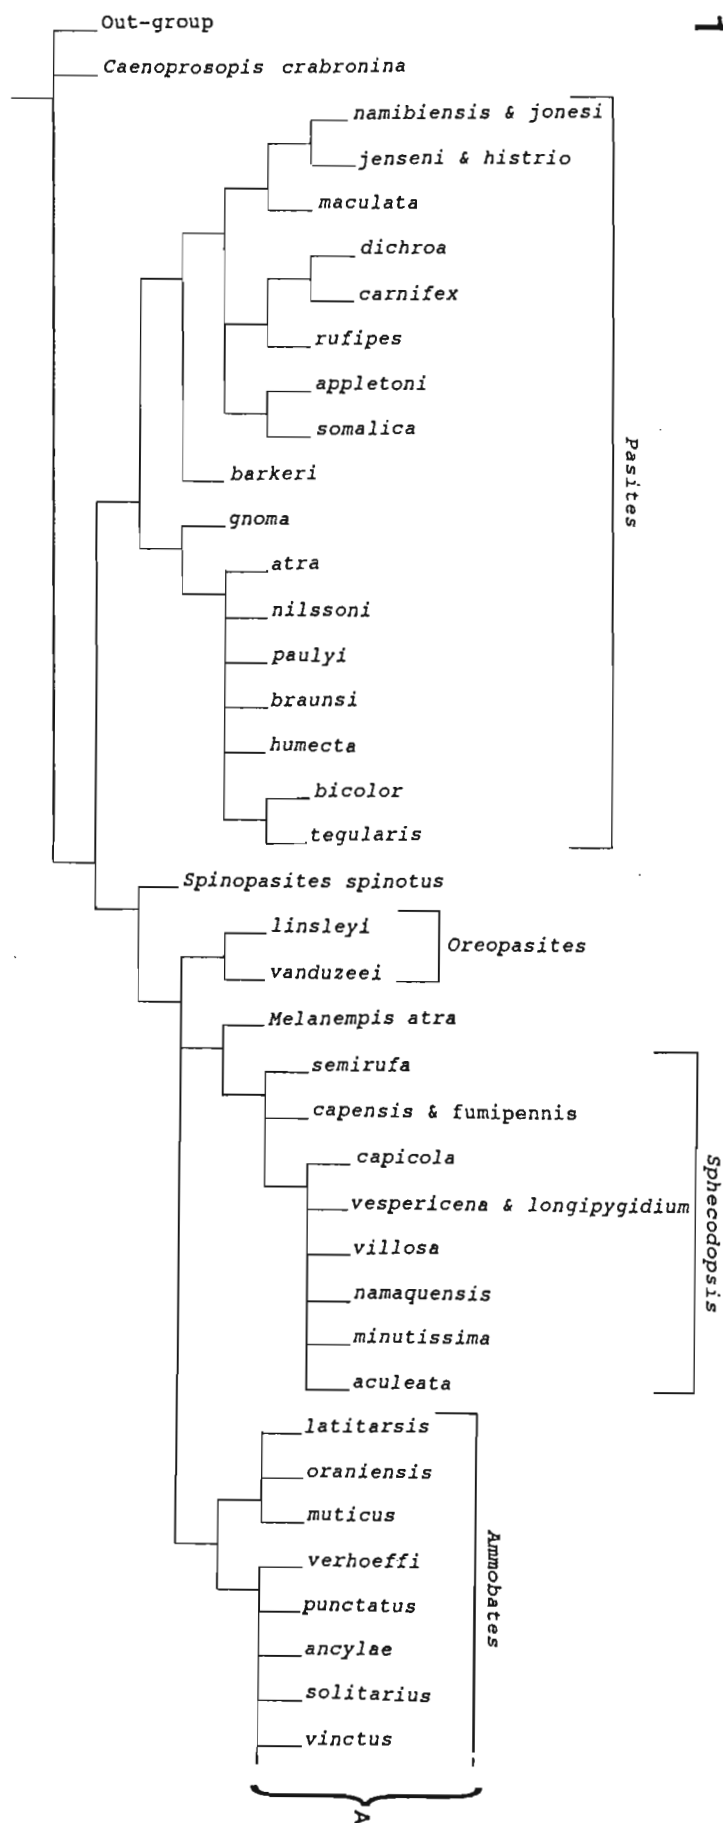 1
Out-group
Caenoprosopis crabronina
namibiensis & jonesi
jenseni & histrio
maculata
dichroa
carnifex
rufipes
appletoni
somalica
Pasites
barkeri
gnoma
atra
nilssoni
paulyi
braunsi
humecta
bicolor
tegularis
Spinopasites spinotus
linsleyi
Oreopasites
vanduzeei
Melanempis atra
semirufa
capensis & fumipennis
capicola
vespericena & longipygidium
Sphecodopsis
villosa
namaquensis
minutissima
aculeata
latitarsis
oraniensis
muticus
verhoeffi
Ammobates
punctatus
ancylae
solitarius
vinctus
A